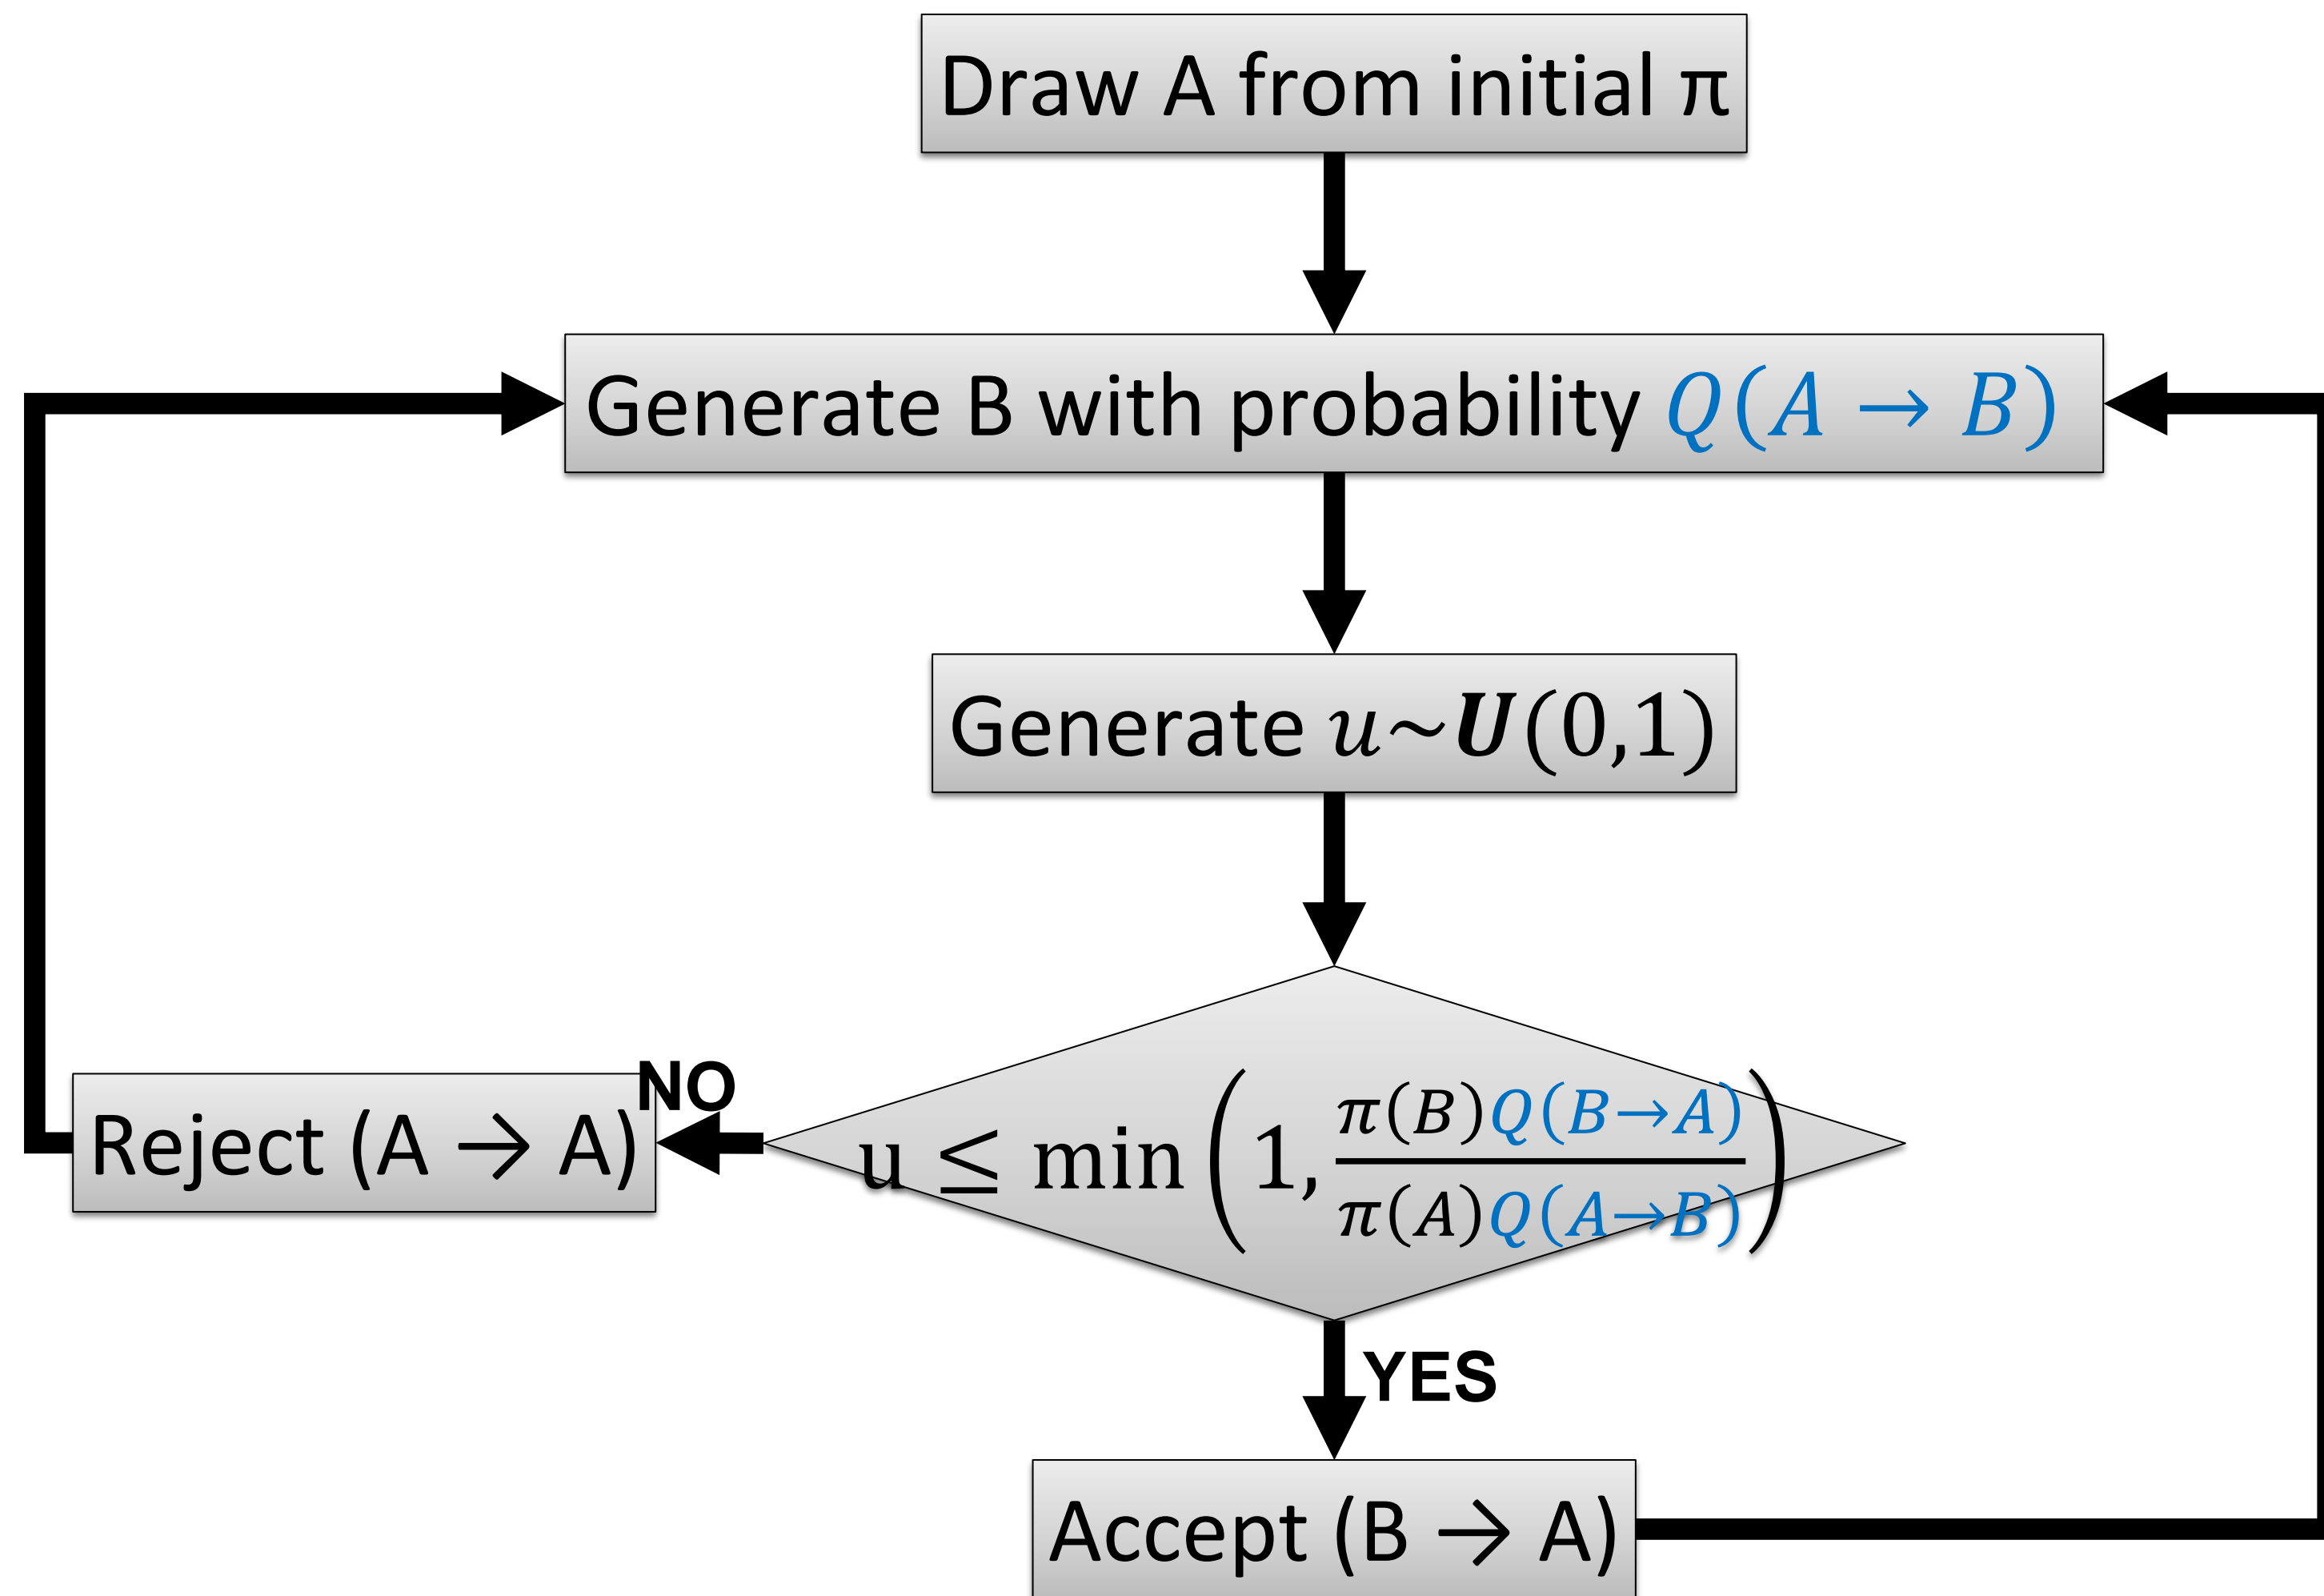 Draw A from initial π
Generate B with probability Q(A → B)
Generate u~U(0,1)
NO
Reject (A → A)
u ≤ min (1, π(B)Q(B→A) / π(A)Q(A→B))
YES
Accept (B → A)